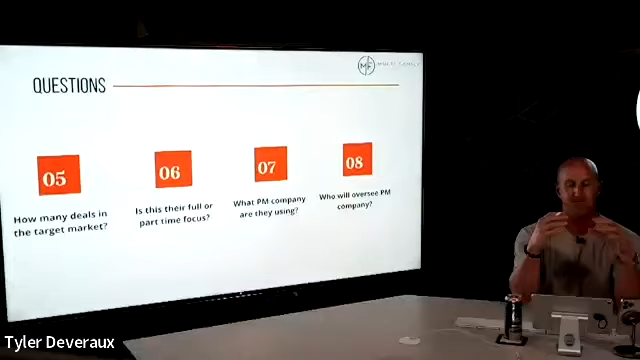 QUESTIONS
MF
05
06
07
08
How many deals in
the target market?
Is this their full or
part time focus?
What PM company
are they using?
Who will oversee PM
company?
Tyler Deveraux